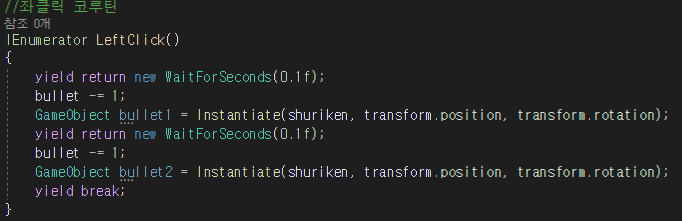 //좌클릭 코루틴
참조 0개
IEnumerator LeftClick()
{
yield return new WaitForSeconds(0.1f);
bullet -= 1;
GameObject bullet1 = Instantiate(shuriken, transform.position, transform.rotation);
yield return new WaitForSeconds(0.1f);
bullet -= 1;
GameObject bullet2 = Instantiate(shuriken, transform.position, transform.rotation);
yield break;
}